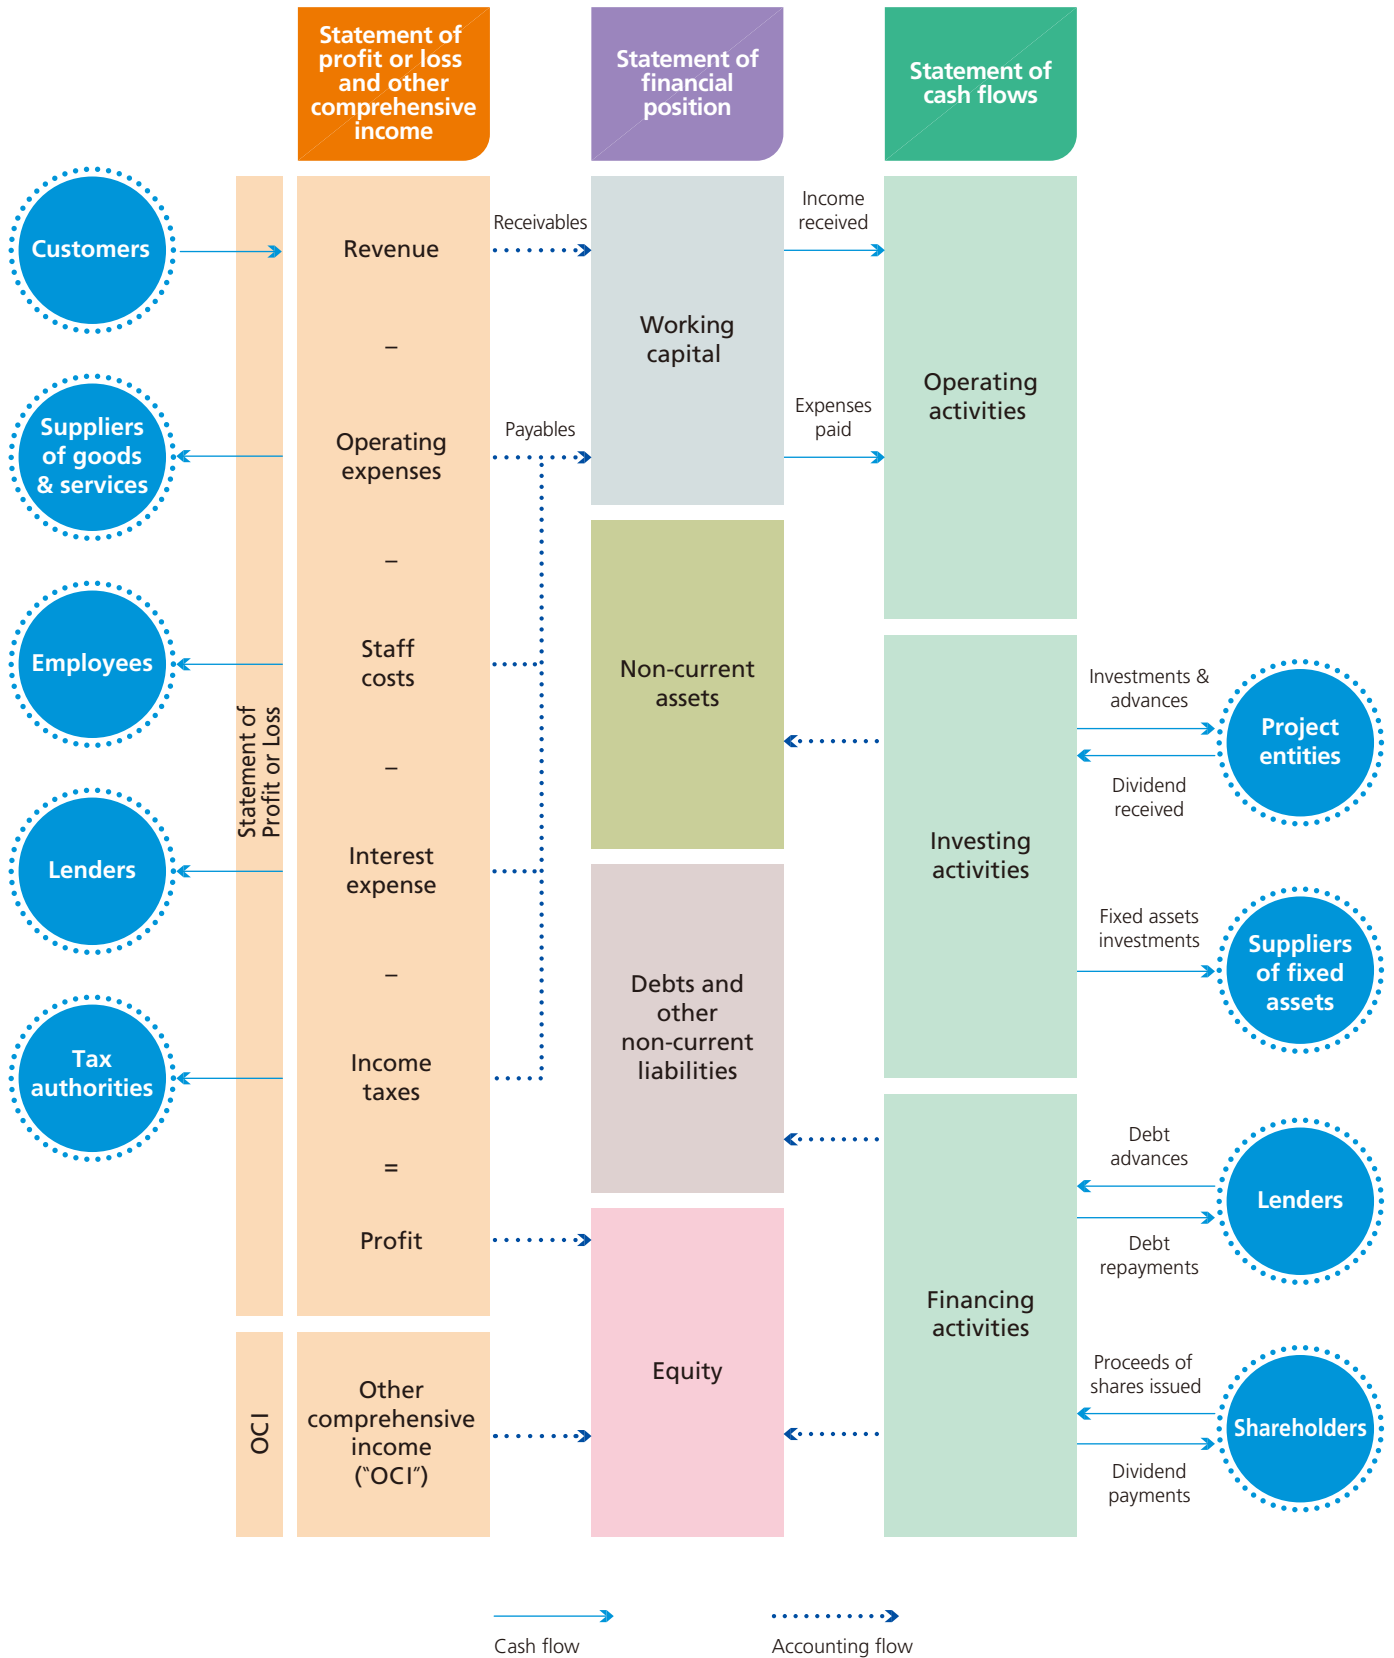 Statement of
profit or loss
and other
comprehensive
income
Statement of
financial
position
Statement of
cash flows
Customers
Suppliers
of goods
& services
Employees
Lenders
Tax
authorities
Statement of
Profit or Loss
OCI
Revenue
–
Operating
expenses
–
Staff
costs
–
Interest
expense
–
Income
taxes
=
Profit
Other
comprehensive
income
("OCI")
Receivables
Payables
Working
capital
Non-current
assets
Debts and
other
non-current
liabilities
Equity
Income
received
Expenses
paid
Operating
activities
Investing
activities
Financing
activities
Investments &
advances
Dividend
received
Fixed assets
investments
Debt
advances
Debt
repayments
Proceeds of
shares issued
Dividend
payments
Project
entities
Suppliers
of fixed
assets
Lenders
Shareholders
Cash flow
Accounting flow